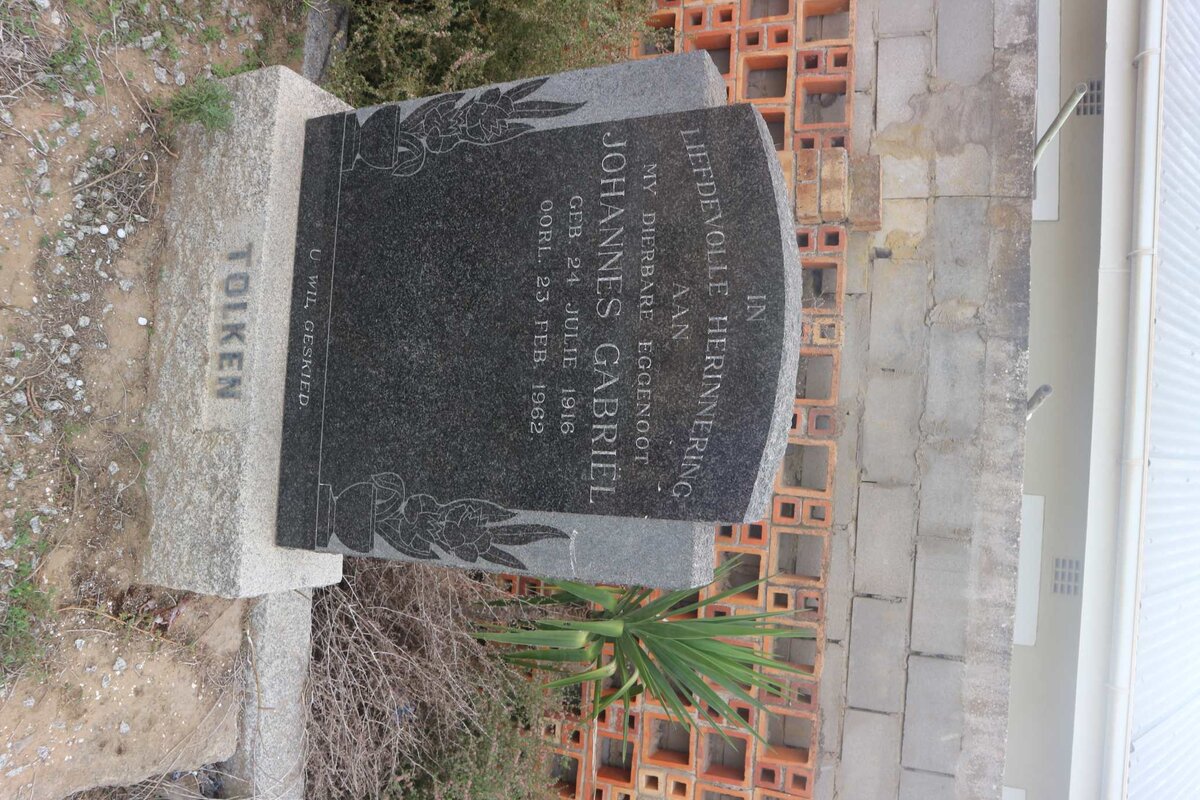 IN
LIEFDEVOLLE HERINNERING
AAN
MY DIERBARE EGGENOOT
JOHANNES GABRIËL
GEB. 24 JULIE 1916
OORL. 23 FEB. 1962
U WIL GESKIED
TOLKEN